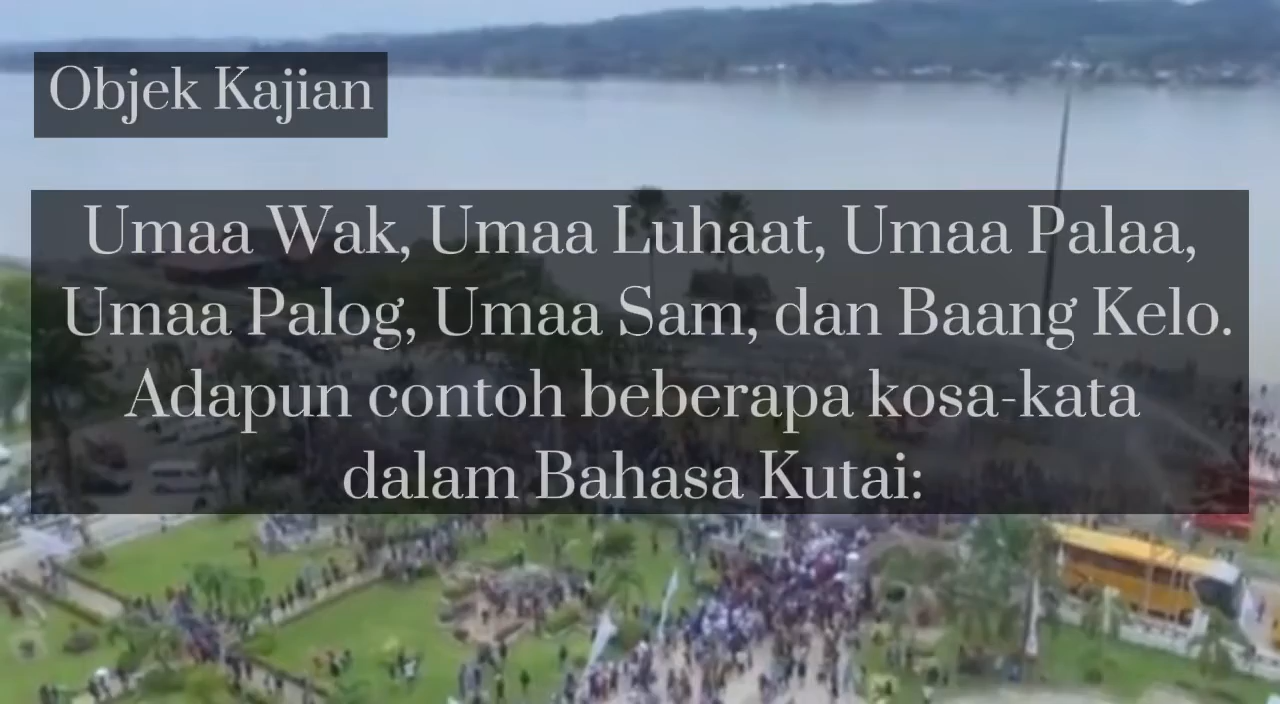 Objek Kajian
Umaa Wak, Umaa Luhaat, Umaa Palaa,
Umaa Palog, Umaa Sam, dan Baang Kelo.
Adapun contoh beberapa kosa-kata
dalam Bahasa Kutai: